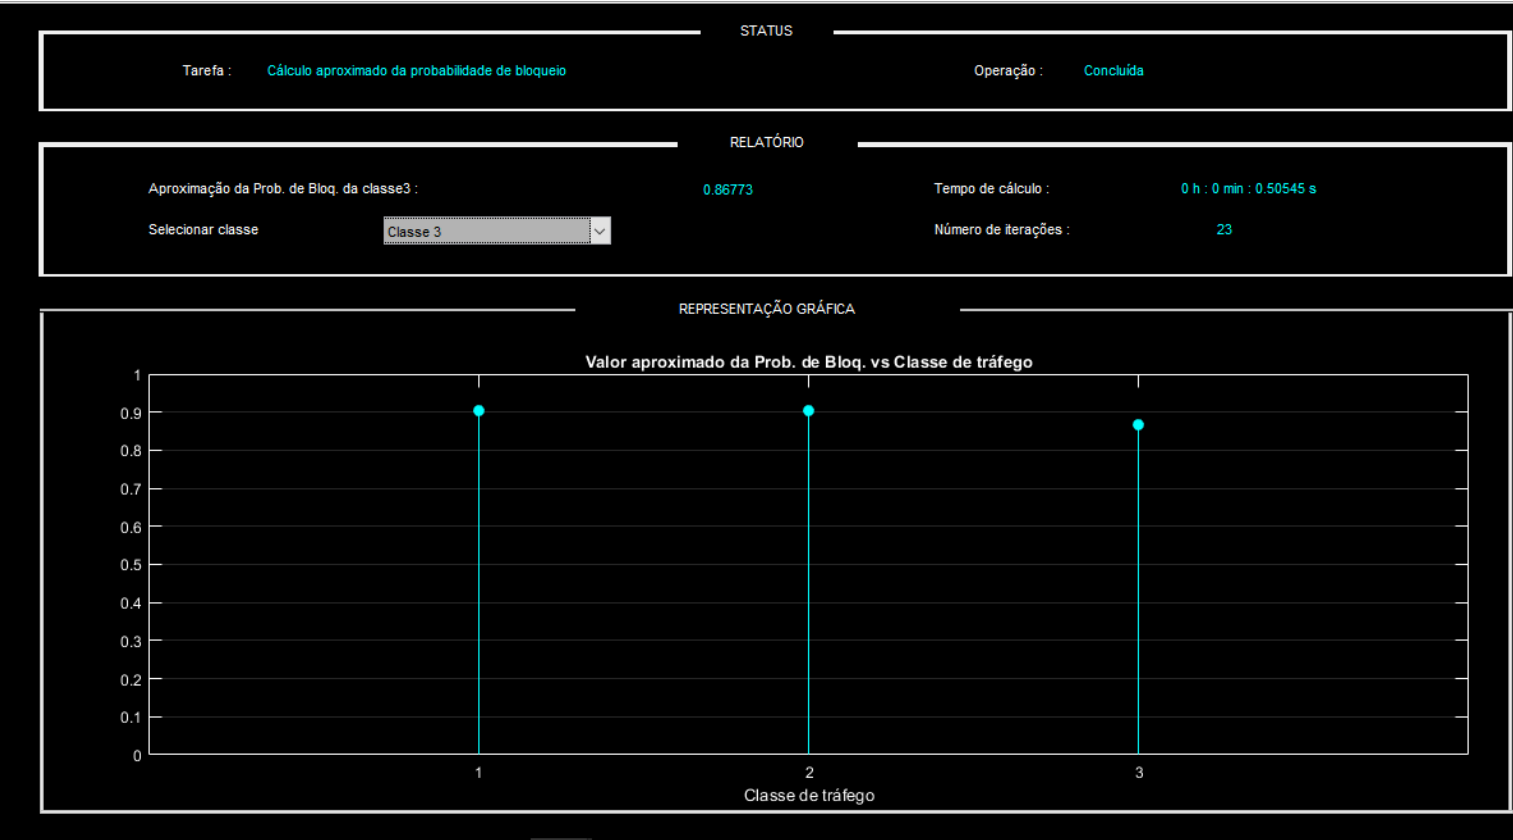 STATUS
Tarefa : Cálculo aproximado da probabilidade de bloqueio Operação : Concluída
RELATÓRIO
Aproximação da Prob. de Bloq. da classe3 : 0.86773 Tempo de cálculo : 0 h : 0 min : 0.50545 s
Selecionar classe Classe 3 Número de iterações : 23
REPRESENTAÇÃO GRÁFICA
Valor aproximado da Prob. de Bloq. vs Classe de tráfego
1
0.9
0.8
0.7
0.6
0.5
0.4
0.3
0.2
0.1
0
1 2 3
Classe de tráfego